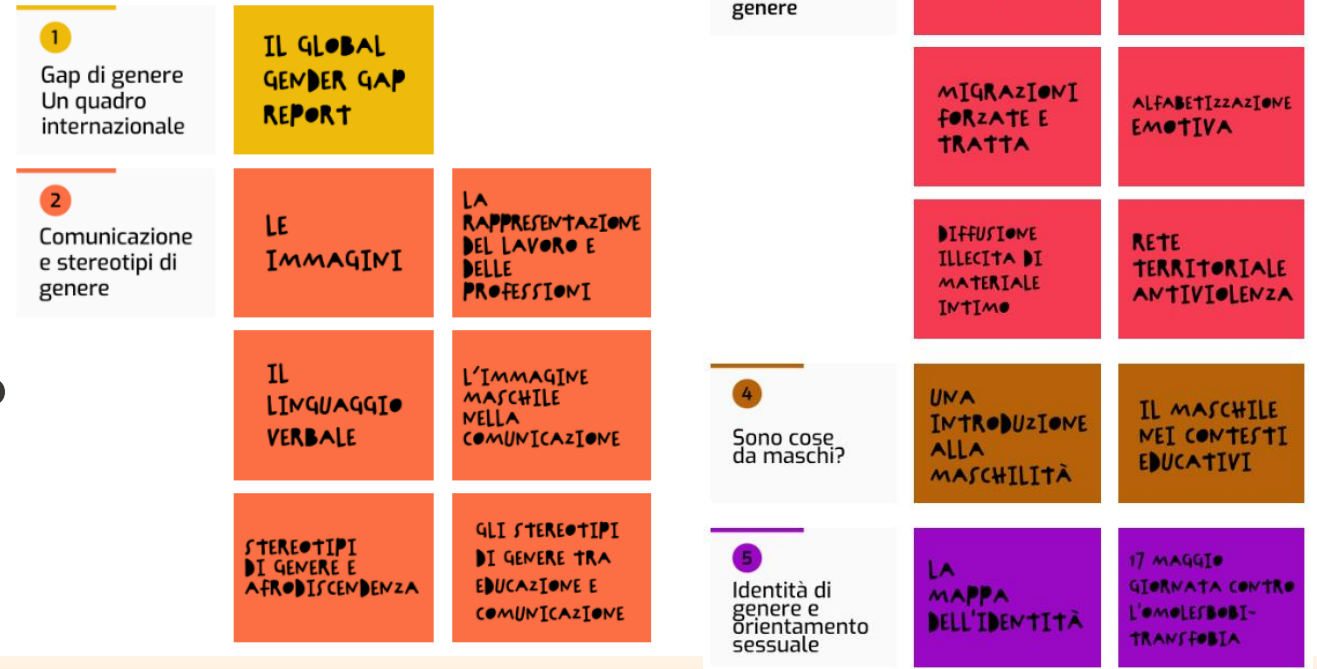 1
Gap di genere
Un quadro
internazionale
IL GLOBAL
GENDER GAP
REPORT
2
Comunicazione
e stereotipi di
genere
LE
IMMAGINI
LA
RAPPRESENTAZIONE
DEL LAVORO E
DELLE
PROFESSIONI
IL
LINGUAGGIO
VERBALE
L'IMMAGINE
MASCHILE
NELLA
COMUNICAZIONE
STEREOTIPI
DI GENERE E
AFRODISCENDENZA
GLI STEREOTIPI
DI GENERE TRA
EDUCAZIONE E
COMUNICAZIONE
genere
MIGRAZIONI
FORZATE E
TRATTA
ALFABETIZZAZIONE
EMOTIVA
DIFFUSIONE
ILLECITA DI
MATERIALE
INTIMO
RETE
TERRITORIALE
ANTIVIOLENZA
4
Sono cose
da maschi?
UNA
INTRODUZIONE
ALLA
MASCHILITÀ
IL MASCHILE
NEI CONTESTI
EDUCATIVI
5
Identità di
genere e
orientamento
sessuale
LA
MAPPA
DELL'IDENTITÀ
17 MAGGIO
GIORNATA CONTRO
L'OMOLESBOBI-
TRANSFOBIA